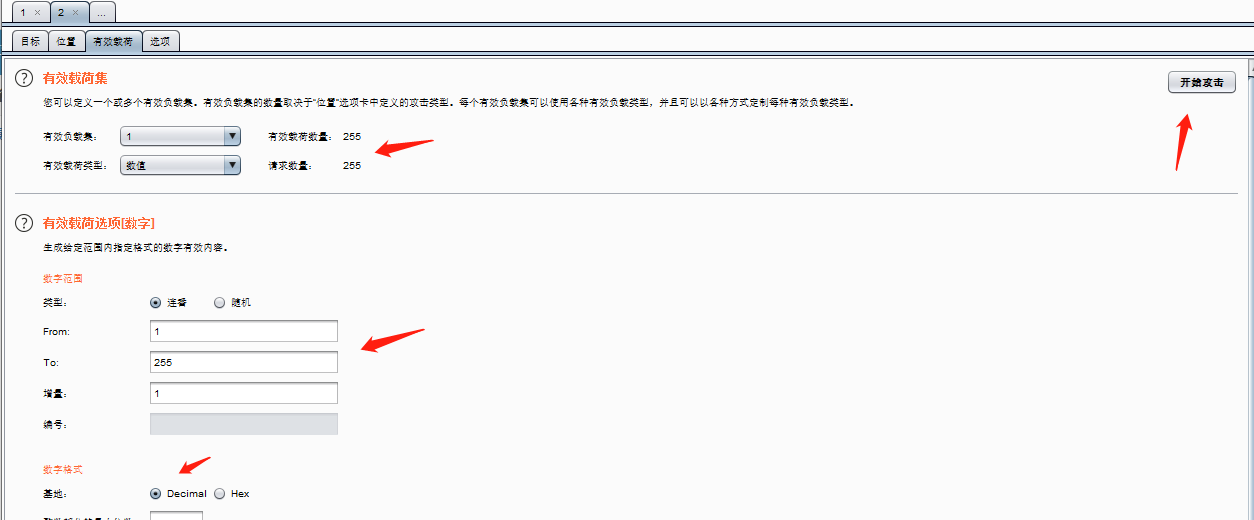 1 × 2 × ...
目标 位置 有效载荷 选项
? 有效载荷集 开始攻击
您可以定义一个或多个有效负载集。有效负载集的数量取决于"位置"选项卡中定义的攻击类型。每个有效负载集可以使用各种有效负载类型，并且可以以各种方式定制每种有效负载类型。
有效负载集： 1 有效载荷数量： 255
有效载荷类型： 数值 请求数量： 255
? 有效载荷选项[数字]
生成给定范围内指定格式的数字有效内容。
数字范围
类型： 连番 随机
From: 1
To: 255
增量： 1
编号：
数字格式
基地： Decimal Hex